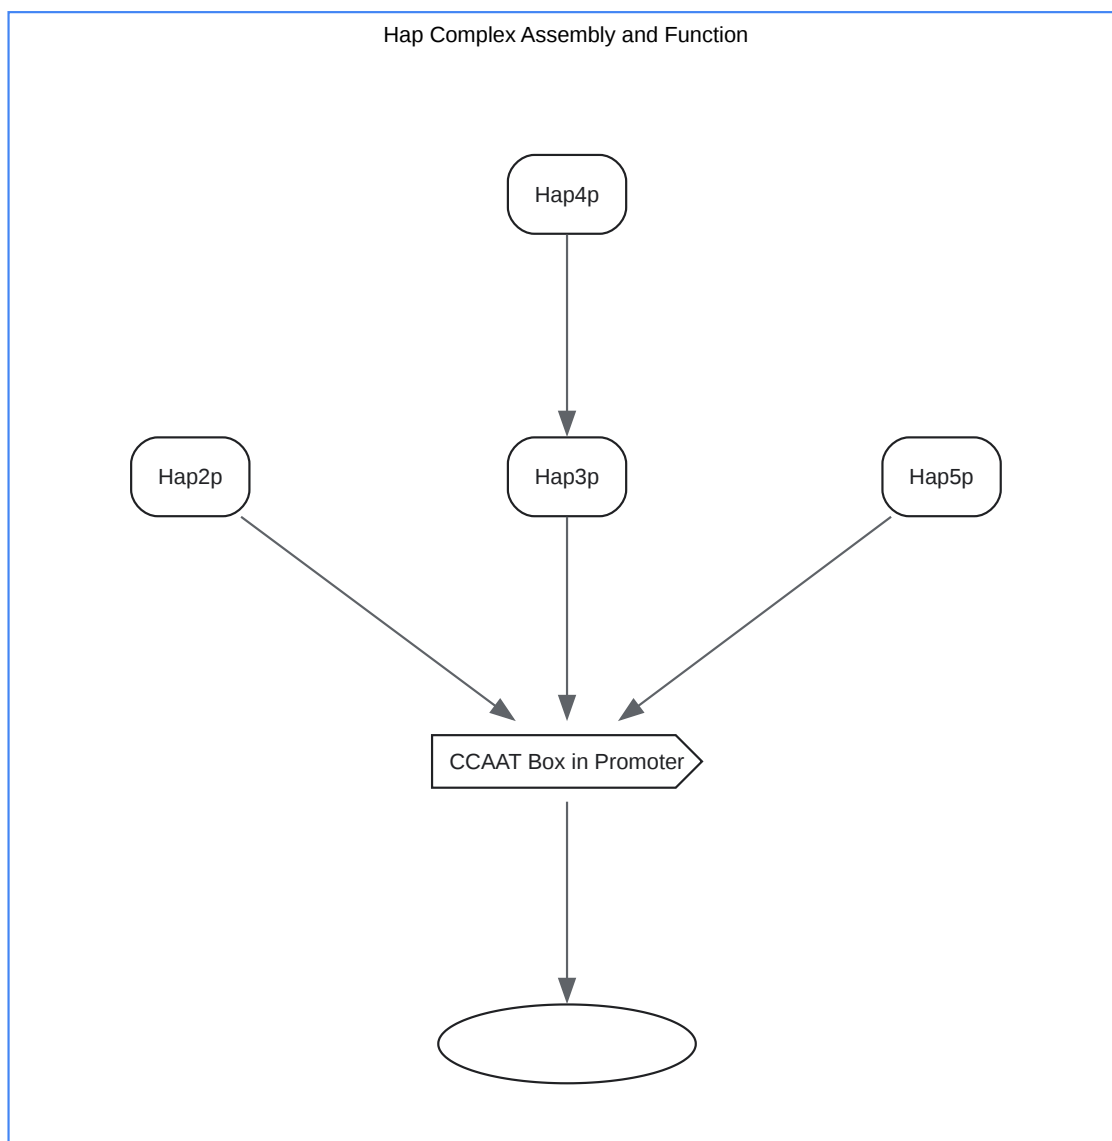 Hap Complex Assembly and Function
Hap4p
Hap2p
Hap3p
Hap5p
CCAAT Box in Promoter